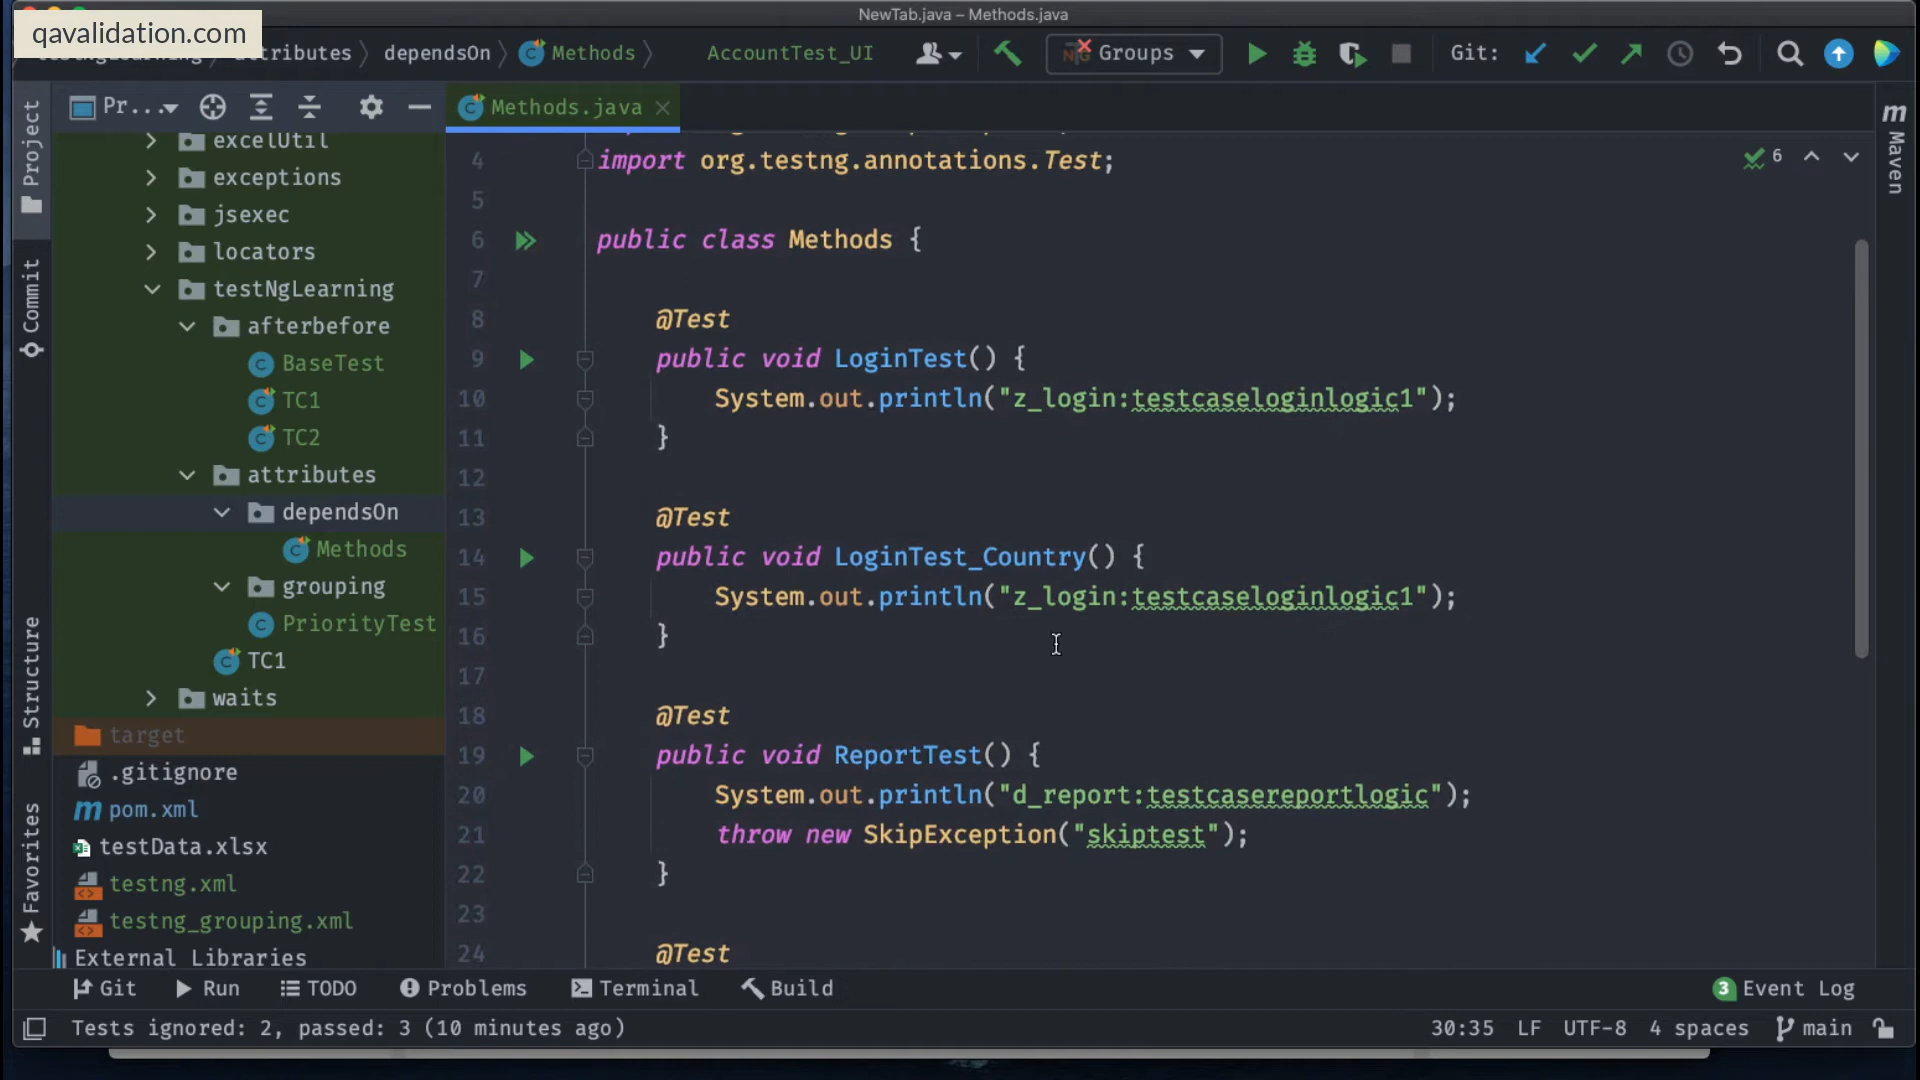 NewTab.java – Methods.java
qavalidation.com
dependsOn
Methods
AccountTest_UI
Groups
Git:
Pr...
Methods.java
Project
Commit
Structure
Favorites
m
Maven
excelUtil
exceptions
jsexec
locators
testNgLearning
afterbefore
BaseTest
TC1
TC2
attributes
dependsOn
Methods
grouping
PriorityTest
TC1
waits
target
.gitignore
m pom.xml
testData.xlsx
testng.xml
testng_grouping.xml
External Libraries
6
4 import org.testng.annotations.Test;
5
6 public class Methods {
7
8 @Test
9 public void LoginTest() {
10 System.out.println("z_login:testcaseloginlogic1");
11 }
12
13 @Test
14 public void LoginTest_Country() {
15 System.out.println("z_login:testcaseloginlogic1");
16 }
17
18 @Test
19 public void ReportTest() {
20 System.out.println("d_report:testcasereportlogic");
21 throw new SkipException("skiptest");
22 }
23
24 @Test
Git Run TODO Problems Terminal Build 3 Event Log
Tests ignored: 2, passed: 3 (10 minutes ago) 30:35 LF UTF-8 4 spaces main